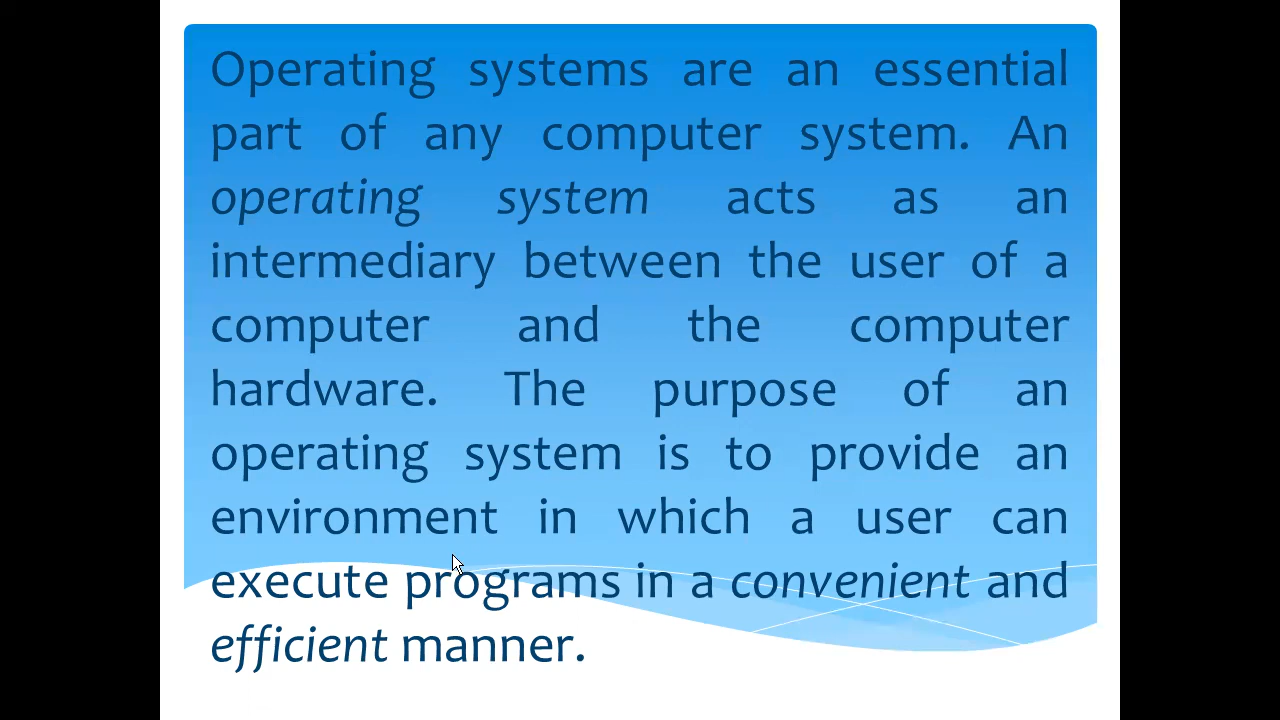 Operating systems are an essential
part of any computer system. An
operating system acts as an
intermediary between the user of a
computer and the computer
hardware. The purpose of an
operating system is to provide an
environment in which a user can
execute programs in a convenient and
efficient manner.